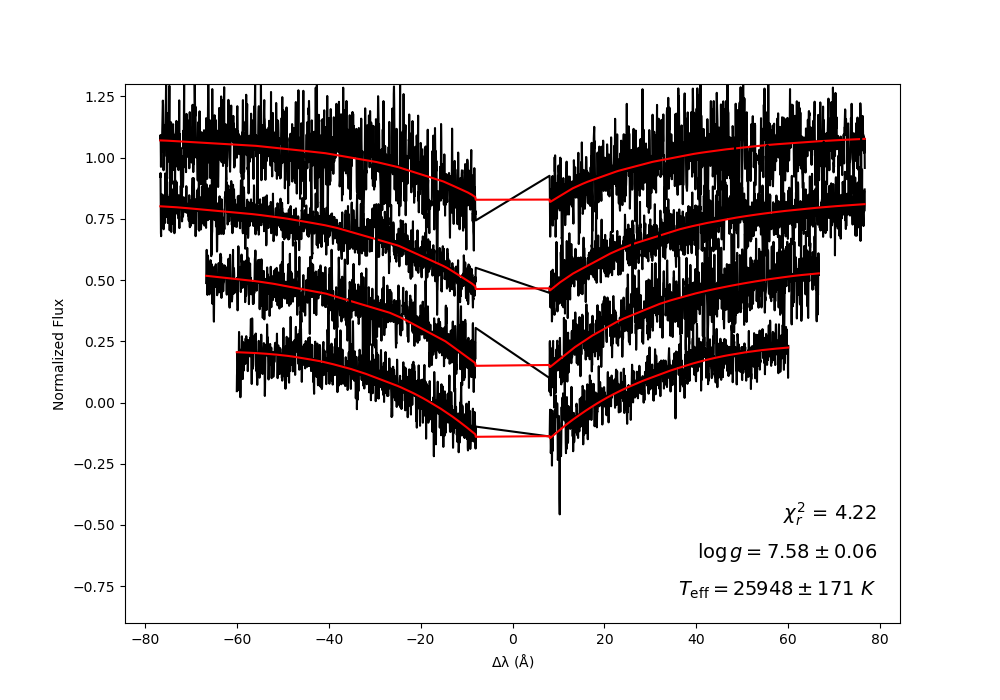 1.25
1.00
0.75
0.50
0.25
0.00
−0.25
−0.50
−0.75
Normalized Flux
χ²ᵣ = 4.22
log g = 7.58 ± 0.06
T_eff = 25948 ± 171 K
−80 −60 −40 −20 0 20 40 60 80
Δλ (Å)